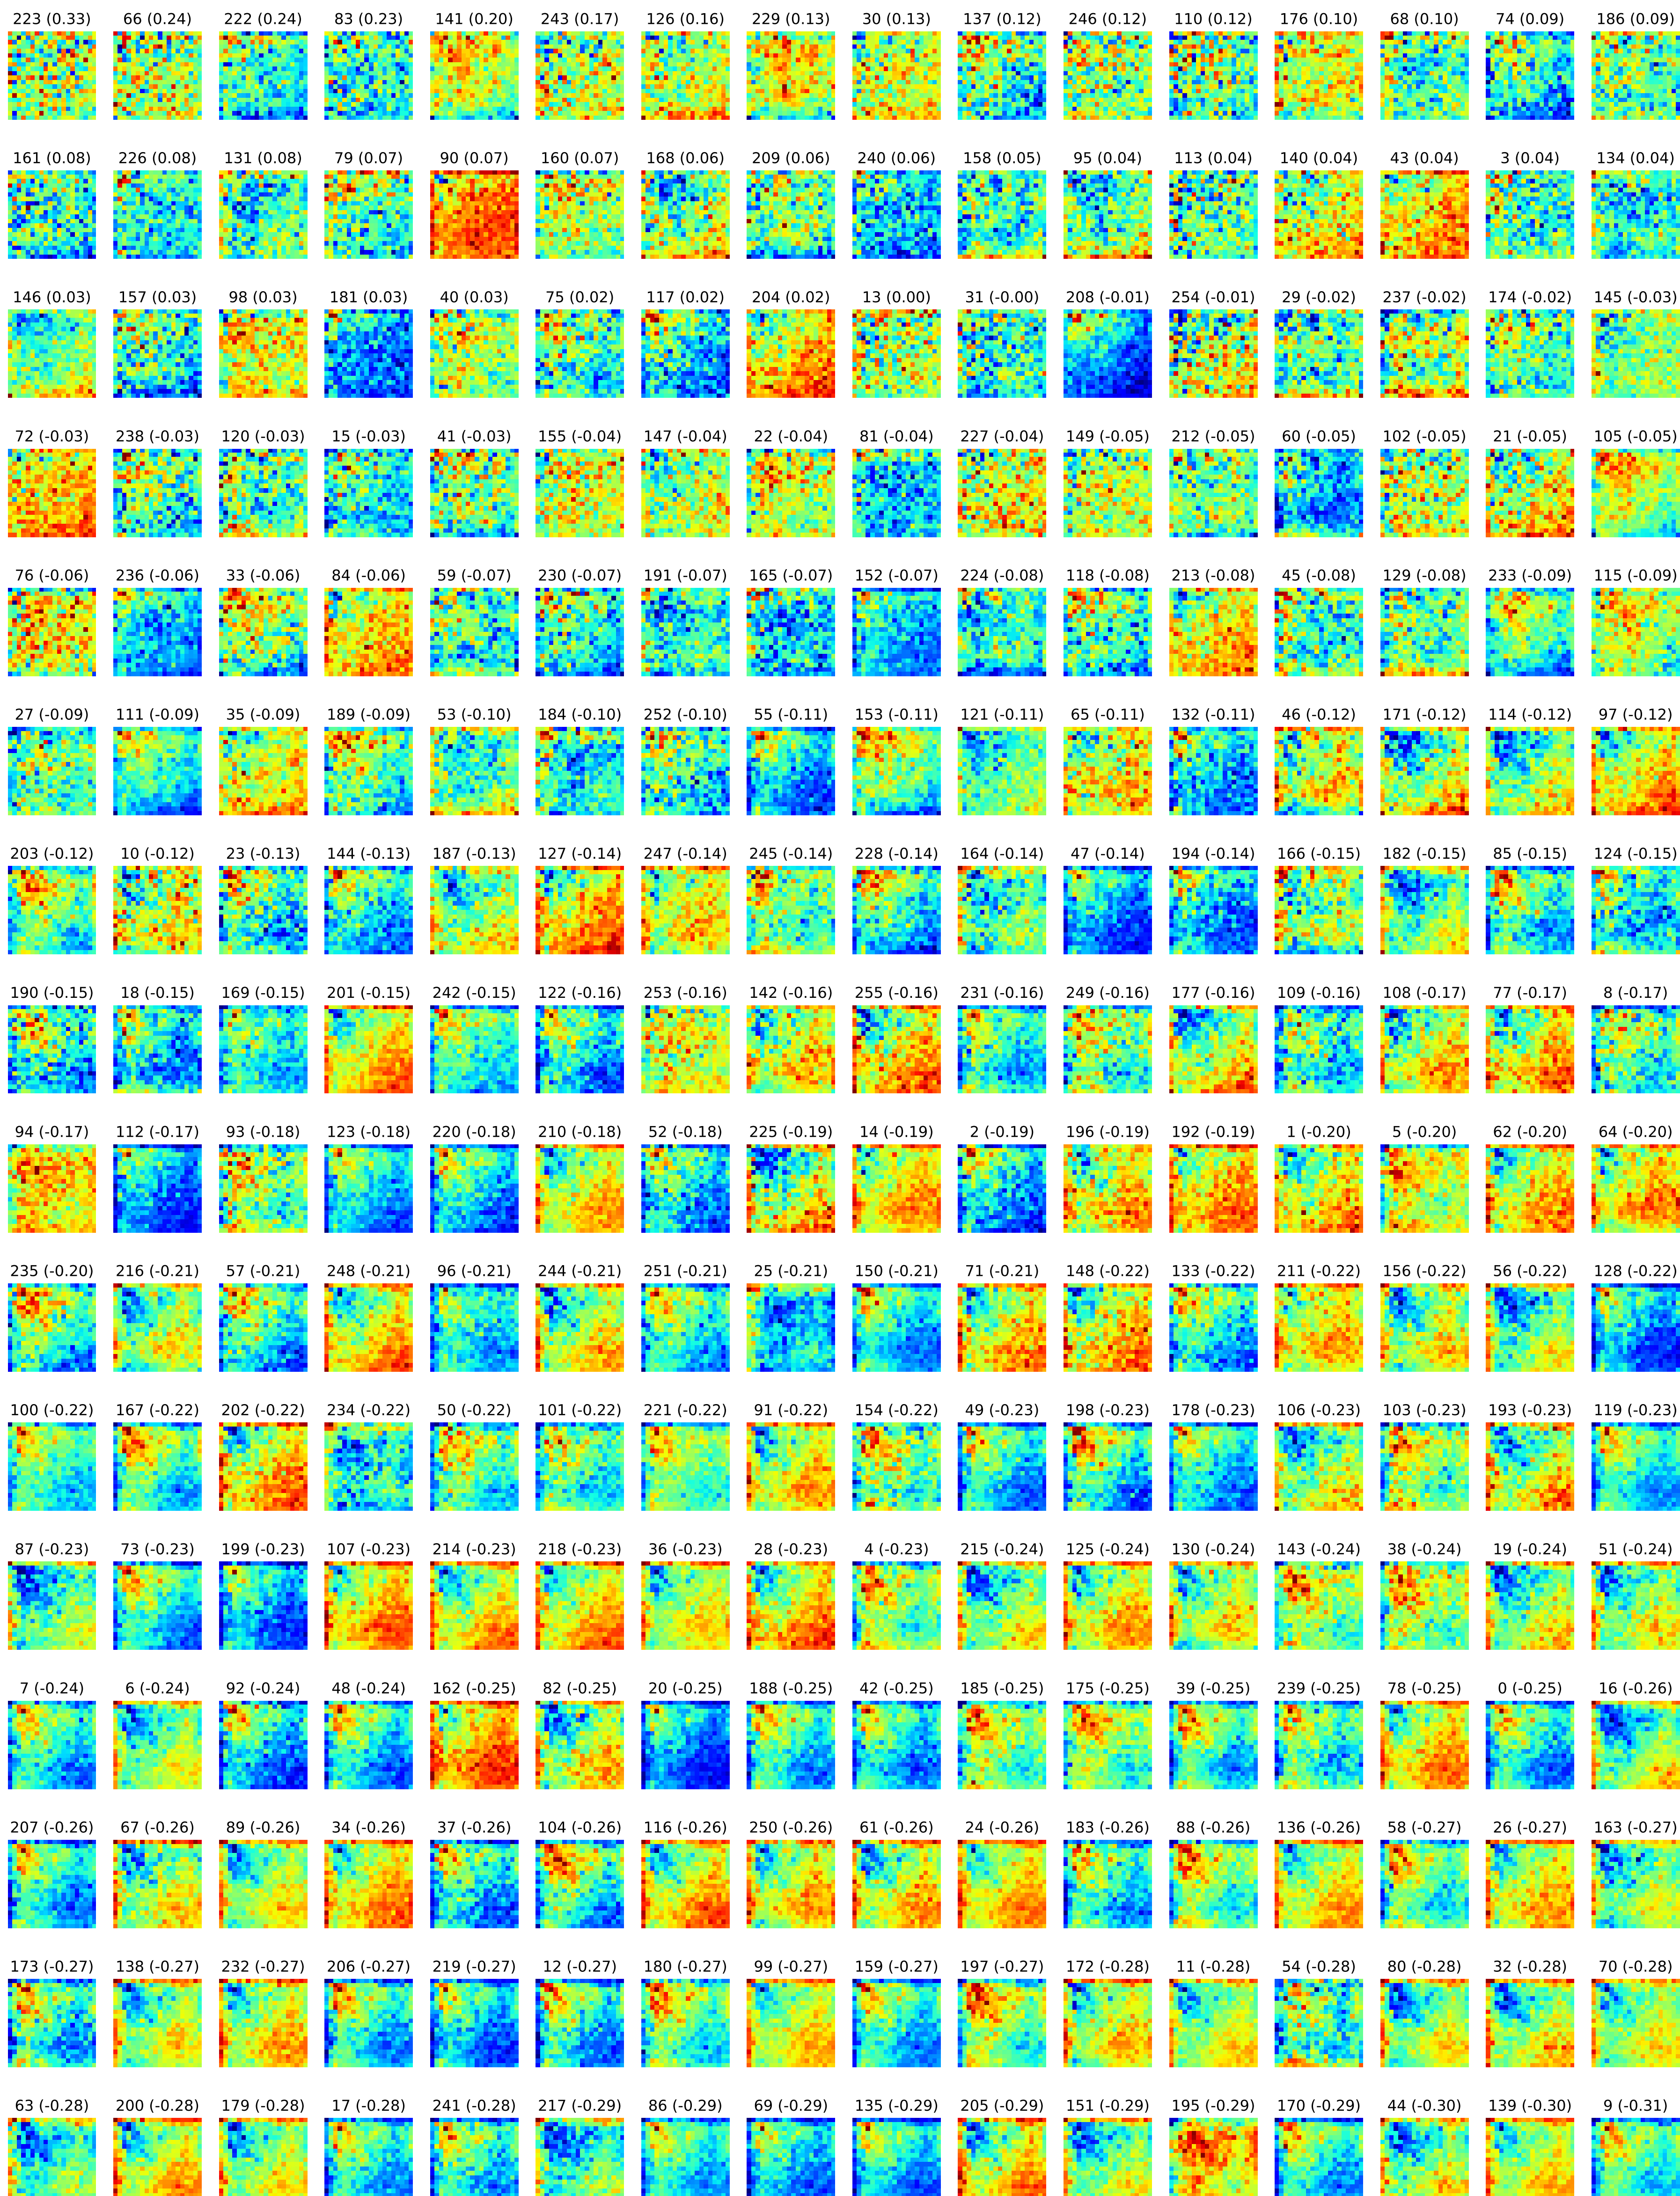 223 (0.33) 66 (0.24) 222 (0.24) 83 (0.23) 141 (0.20) 243 (0.17) 126 (0.16) 229 (0.13) 30 (0.13) 137 (0.12) 246 (0.12) 110 (0.12) 176 (0.10) 68 (0.10) 74 (0.09) 186 (0.09)
161 (0.08) 226 (0.08) 131 (0.08) 79 (0.07) 90 (0.07) 160 (0.07) 168 (0.06) 209 (0.06) 240 (0.06) 158 (0.05) 95 (0.04) 113 (0.04) 140 (0.04) 43 (0.04) 3 (0.04) 134 (0.04)
146 (0.03) 157 (0.03) 98 (0.03) 181 (0.03) 40 (0.03) 75 (0.02) 117 (0.02) 204 (0.02) 13 (0.00) 31 (-0.00) 208 (-0.01) 254 (-0.01) 29 (-0.02) 237 (-0.02) 174 (-0.02) 145 (-0.03)
72 (-0.03) 238 (-0.03) 120 (-0.03) 15 (-0.03) 41 (-0.03) 155 (-0.04) 147 (-0.04) 22 (-0.04) 81 (-0.04) 227 (-0.04) 149 (-0.05) 212 (-0.05) 60 (-0.05) 102 (-0.05) 21 (-0.05) 105 (-0.05)
76 (-0.06) 236 (-0.06) 33 (-0.06) 84 (-0.06) 59 (-0.07) 230 (-0.07) 191 (-0.07) 165 (-0.07) 152 (-0.07) 224 (-0.08) 118 (-0.08) 213 (-0.08) 45 (-0.08) 129 (-0.08) 233 (-0.09) 115 (-0.09)
27 (-0.09) 111 (-0.09) 35 (-0.09) 189 (-0.09) 53 (-0.10) 184 (-0.10) 252 (-0.10) 55 (-0.11) 153 (-0.11) 121 (-0.11) 65 (-0.11) 132 (-0.11) 46 (-0.12) 171 (-0.12) 114 (-0.12) 97 (-0.12)
203 (-0.12) 10 (-0.12) 23 (-0.13) 144 (-0.13) 187 (-0.13) 127 (-0.14) 247 (-0.14) 245 (-0.14) 228 (-0.14) 164 (-0.14) 47 (-0.14) 194 (-0.14) 166 (-0.15) 182 (-0.15) 85 (-0.15) 124 (-0.15)
190 (-0.15) 18 (-0.15) 169 (-0.15) 201 (-0.15) 242 (-0.15) 122 (-0.16) 253 (-0.16) 142 (-0.16) 255 (-0.16) 231 (-0.16) 249 (-0.16) 177 (-0.16) 109 (-0.16) 108 (-0.17) 77 (-0.17) 8 (-0.17)
94 (-0.17) 112 (-0.17) 93 (-0.18) 123 (-0.18) 220 (-0.18) 210 (-0.18) 52 (-0.18) 225 (-0.19) 14 (-0.19) 2 (-0.19) 196 (-0.19) 192 (-0.19) 1 (-0.20) 5 (-0.20) 62 (-0.20) 64 (-0.20)
235 (-0.20) 216 (-0.21) 57 (-0.21) 248 (-0.21) 96 (-0.21) 244 (-0.21) 251 (-0.21) 25 (-0.21) 150 (-0.21) 71 (-0.21) 148 (-0.22) 133 (-0.22) 211 (-0.22) 156 (-0.22) 56 (-0.22) 128 (-0.22)
100 (-0.22) 167 (-0.22) 202 (-0.22) 234 (-0.22) 50 (-0.22) 101 (-0.22) 221 (-0.22) 91 (-0.22) 154 (-0.22) 49 (-0.23) 198 (-0.23) 178 (-0.23) 106 (-0.23) 103 (-0.23) 193 (-0.23) 119 (-0.23)
87 (-0.23) 73 (-0.23) 199 (-0.23) 107 (-0.23) 214 (-0.23) 218 (-0.23) 36 (-0.23) 28 (-0.23) 4 (-0.23) 215 (-0.24) 125 (-0.24) 130 (-0.24) 143 (-0.24) 38 (-0.24) 19 (-0.24) 51 (-0.24)
7 (-0.24) 6 (-0.24) 92 (-0.24) 48 (-0.24) 162 (-0.25) 82 (-0.25) 20 (-0.25) 188 (-0.25) 42 (-0.25) 185 (-0.25) 175 (-0.25) 39 (-0.25) 239 (-0.25) 78 (-0.25) 0 (-0.25) 16 (-0.26)
207 (-0.26) 67 (-0.26) 89 (-0.26) 34 (-0.26) 37 (-0.26) 104 (-0.26) 116 (-0.26) 250 (-0.26) 61 (-0.26) 24 (-0.26) 183 (-0.26) 88 (-0.26) 136 (-0.26) 58 (-0.27) 26 (-0.27) 163 (-0.27)
173 (-0.27) 138 (-0.27) 232 (-0.27) 206 (-0.27) 219 (-0.27) 12 (-0.27) 180 (-0.27) 99 (-0.27) 159 (-0.27) 197 (-0.27) 172 (-0.28) 11 (-0.28) 54 (-0.28) 80 (-0.28) 32 (-0.28) 70 (-0.28)
63 (-0.28) 200 (-0.28) 179 (-0.28) 17 (-0.28) 241 (-0.28) 217 (-0.29) 86 (-0.29) 69 (-0.29) 135 (-0.29) 205 (-0.29) 151 (-0.29) 195 (-0.29) 170 (-0.29) 44 (-0.30) 139 (-0.30) 9 (-0.31)